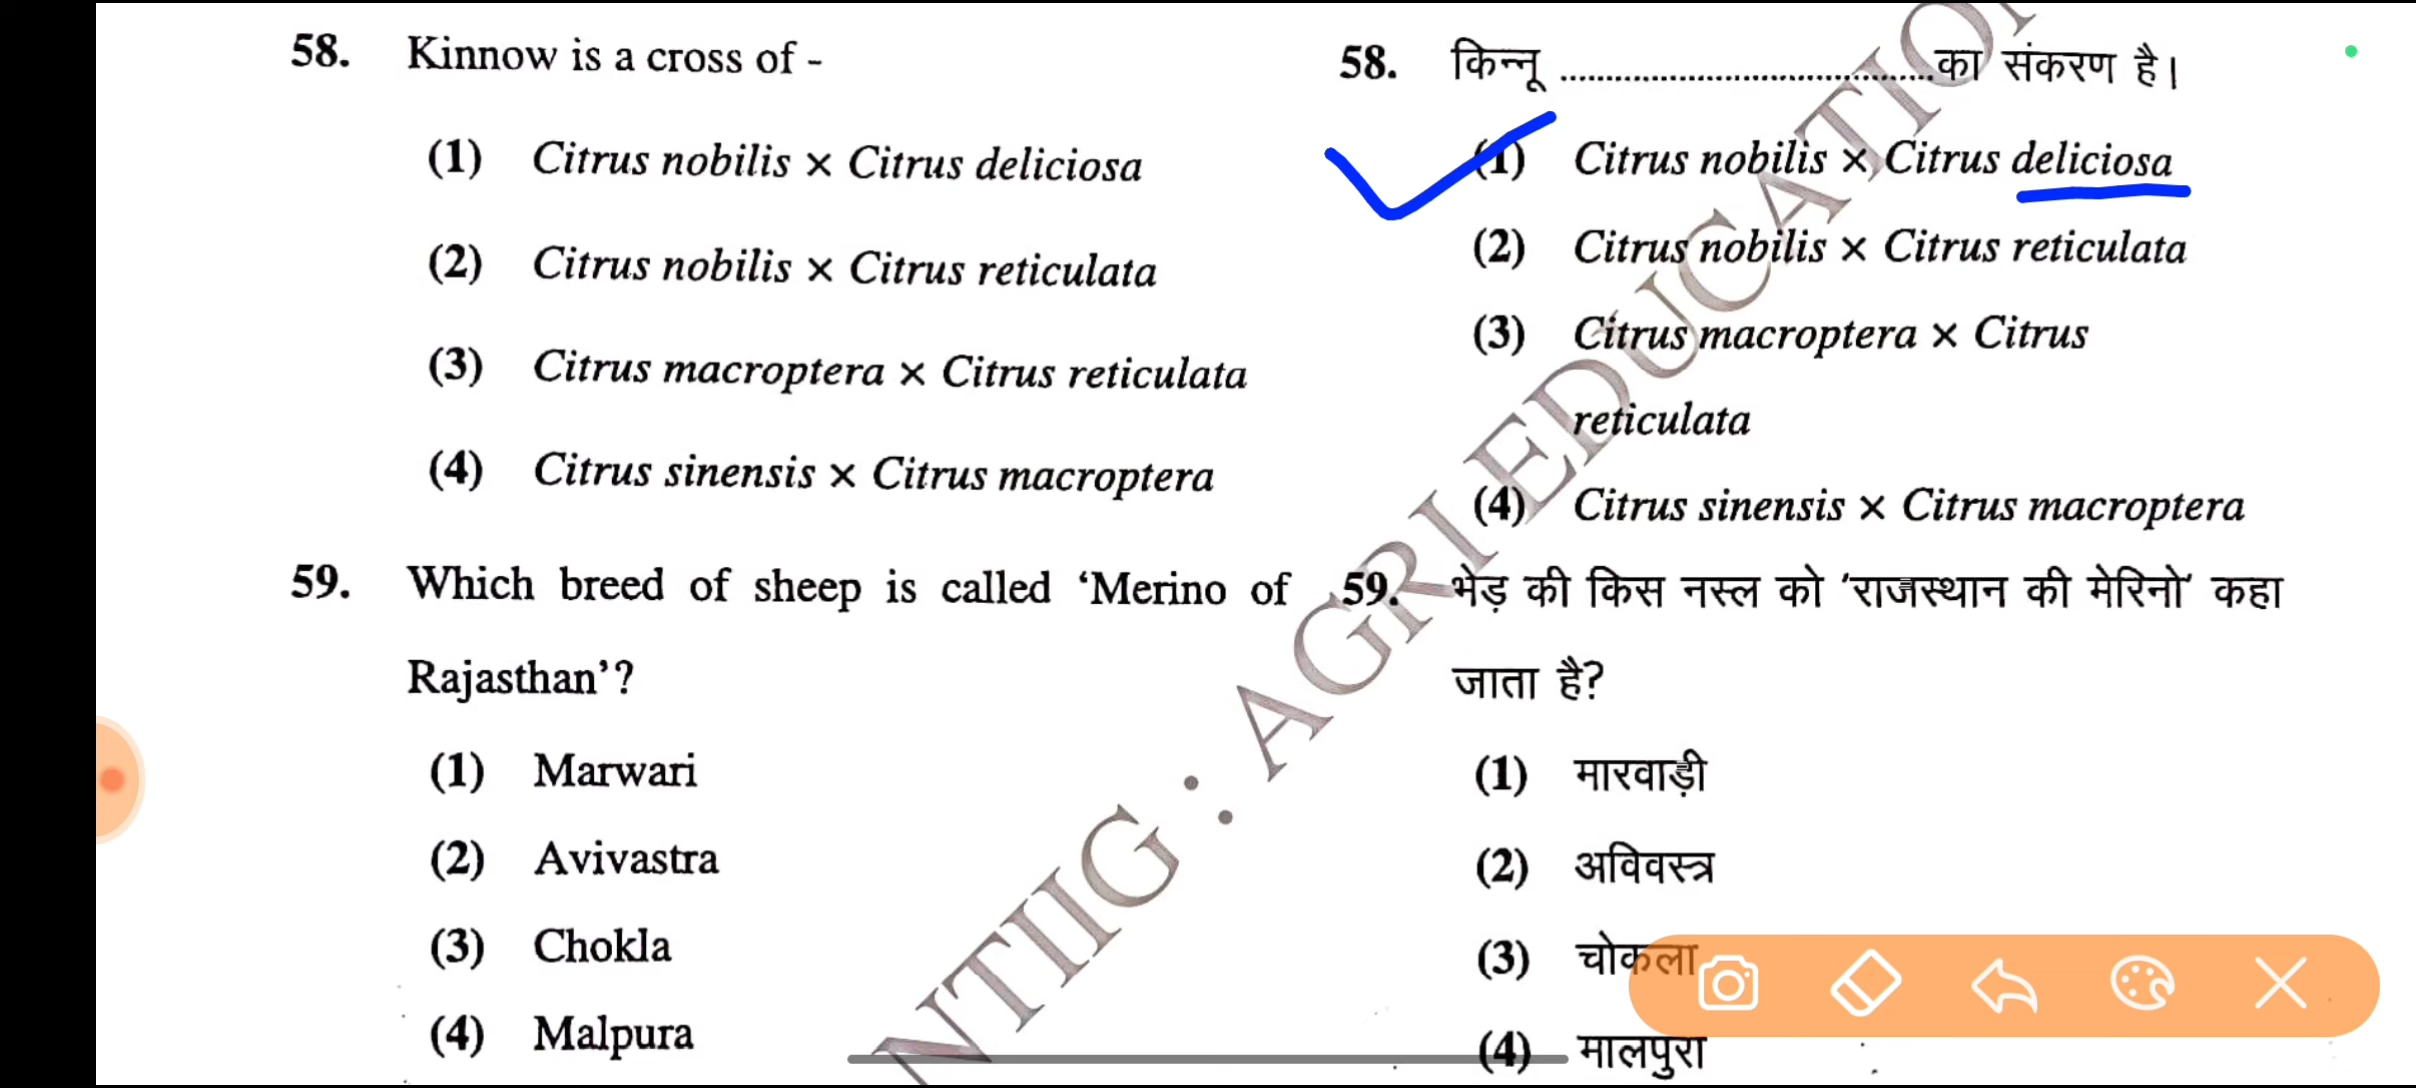 58. Kinnow is a cross of -
(1) Citrus nobilis × Citrus deliciosa
(2) Citrus nobilis × Citrus reticulata
(3) Citrus macroptera × Citrus reticulata
(4) Citrus sinensis × Citrus macroptera
59. Which breed of sheep is called ‘Merino of
Rajasthan’?
(1) Marwari
(2) Avivastra
(3) Chokla
(4) Malpura
58. किन्नू ........................................का संकरण है।
(1) Citrus nobilis × Citrus deliciosa
(2) Citrus nobilis × Citrus reticulata
(3) Citrus macroptera × Citrus
reticulata
(4) Citrus sinensis × Citrus macroptera
59. भेड़ की किस नस्ल को ‘राजस्थान की मेरिनो’ कहा
जाता है?
(1) मारवाड़ी
(2) अविवस्त्र
(3) चोकला
(4) मालपुरा
NTIIG : AGRI EDUCATION